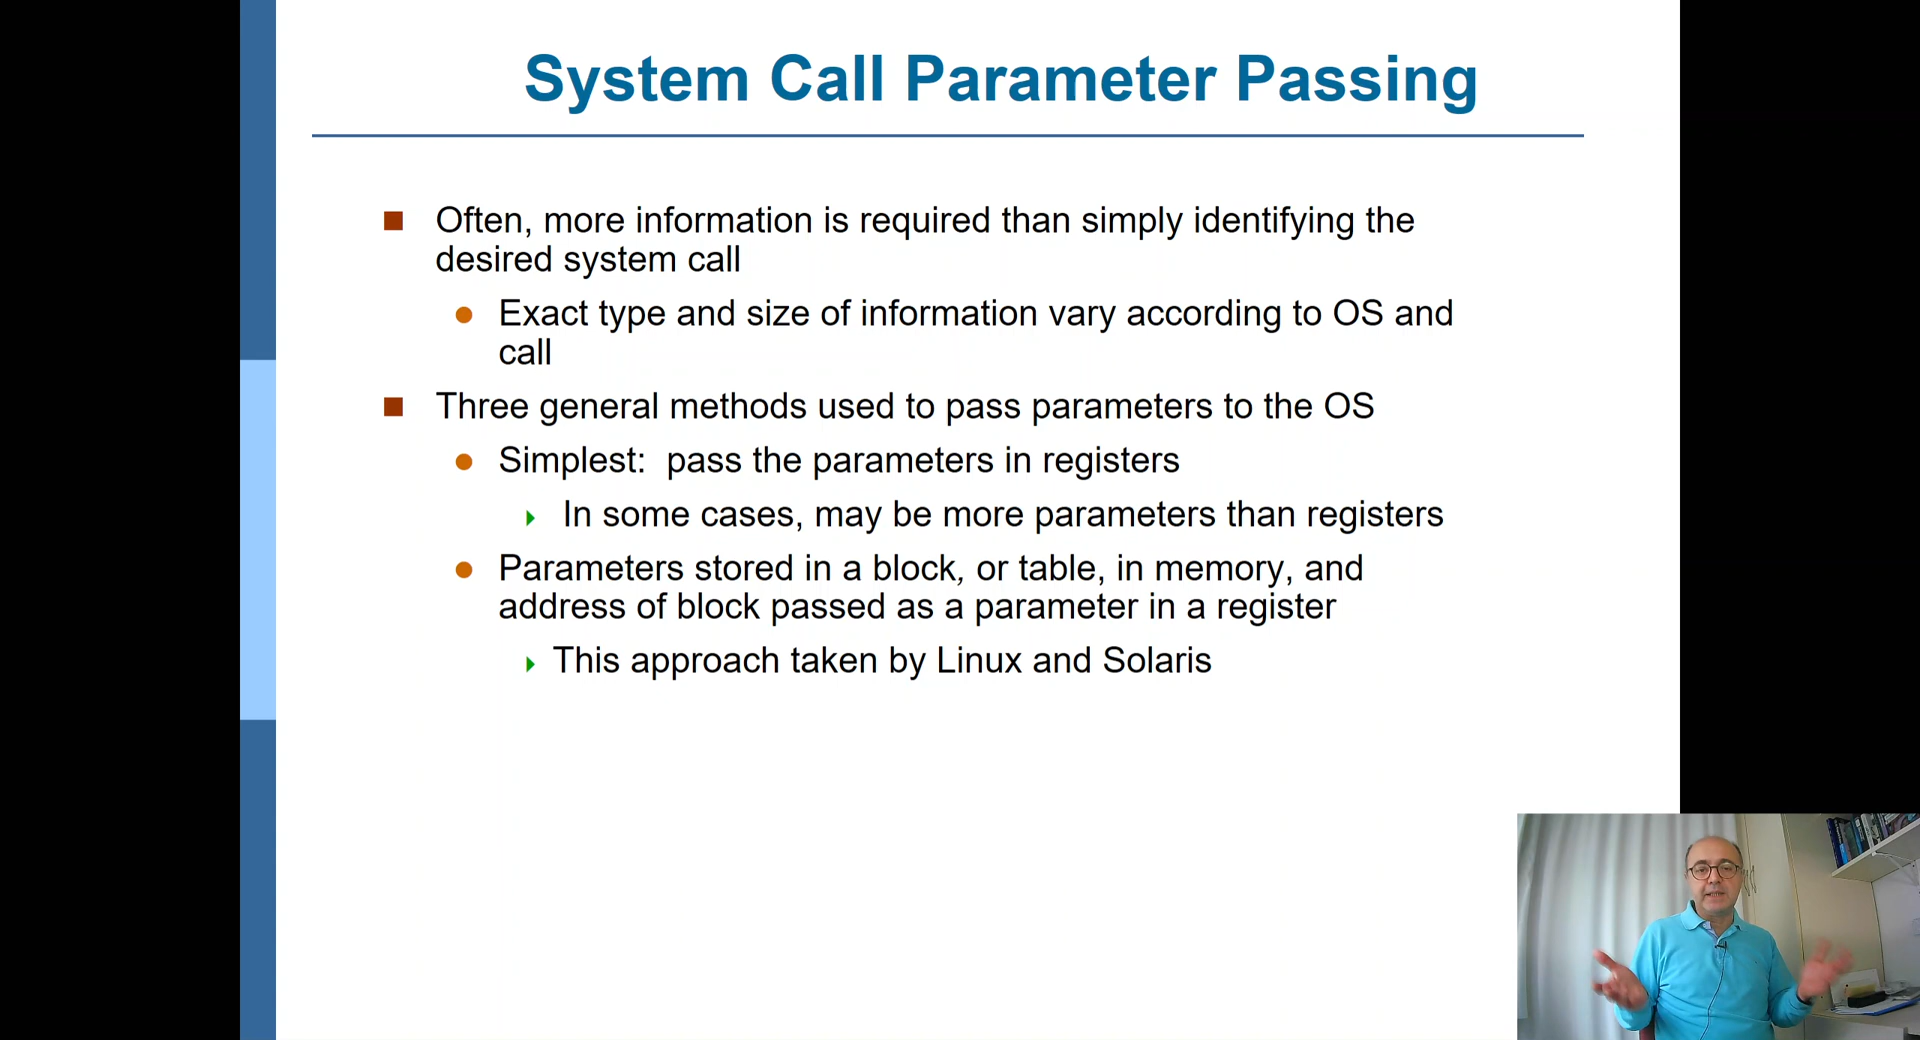 System Call Parameter Passing
Often, more information is required than simply identifying the
desired system call
Exact type and size of information vary according to OS and
call
Three general methods used to pass parameters to the OS
Simplest:  pass the parameters in registers
In some cases, may be more parameters than registers
Parameters stored in a block, or table, in memory, and
address of block passed as a parameter in a register
This approach taken by Linux and Solaris